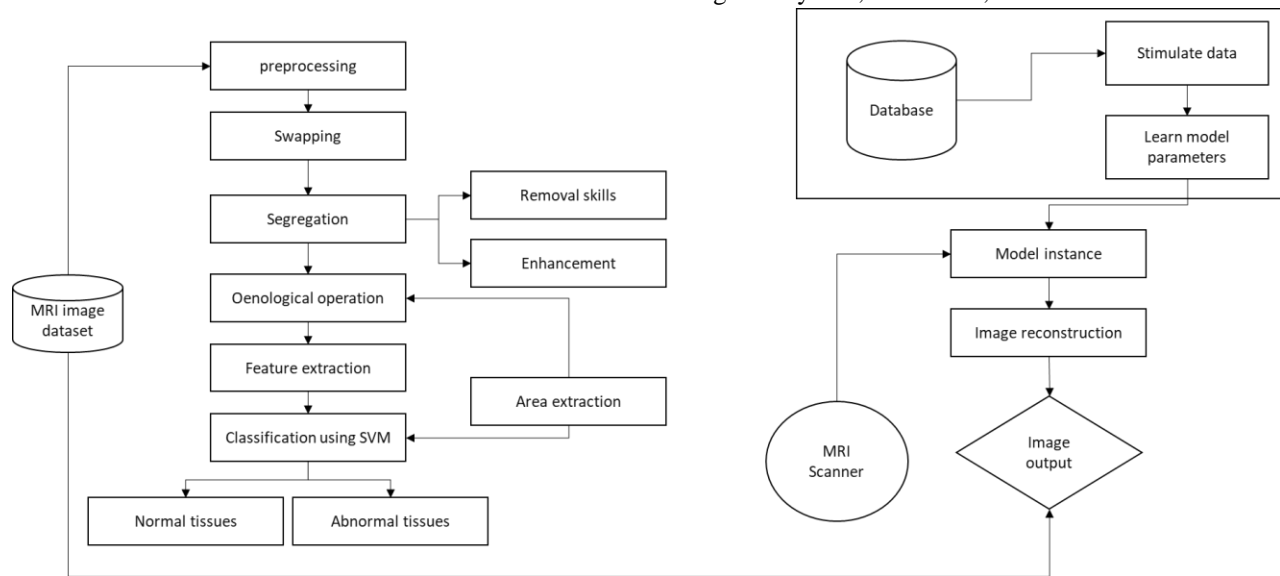 preprocessing
Swapping
Segregation
Removal skills
Enhancement
Oenological operation
Feature extraction
Area extraction
Classification using SVM
Normal tissues
Abnormal tissues
MRI image
dataset
Database
Stimulate data
Learn model
parameters
Model instance
Image reconstruction
MRI
Scanner
Image
output